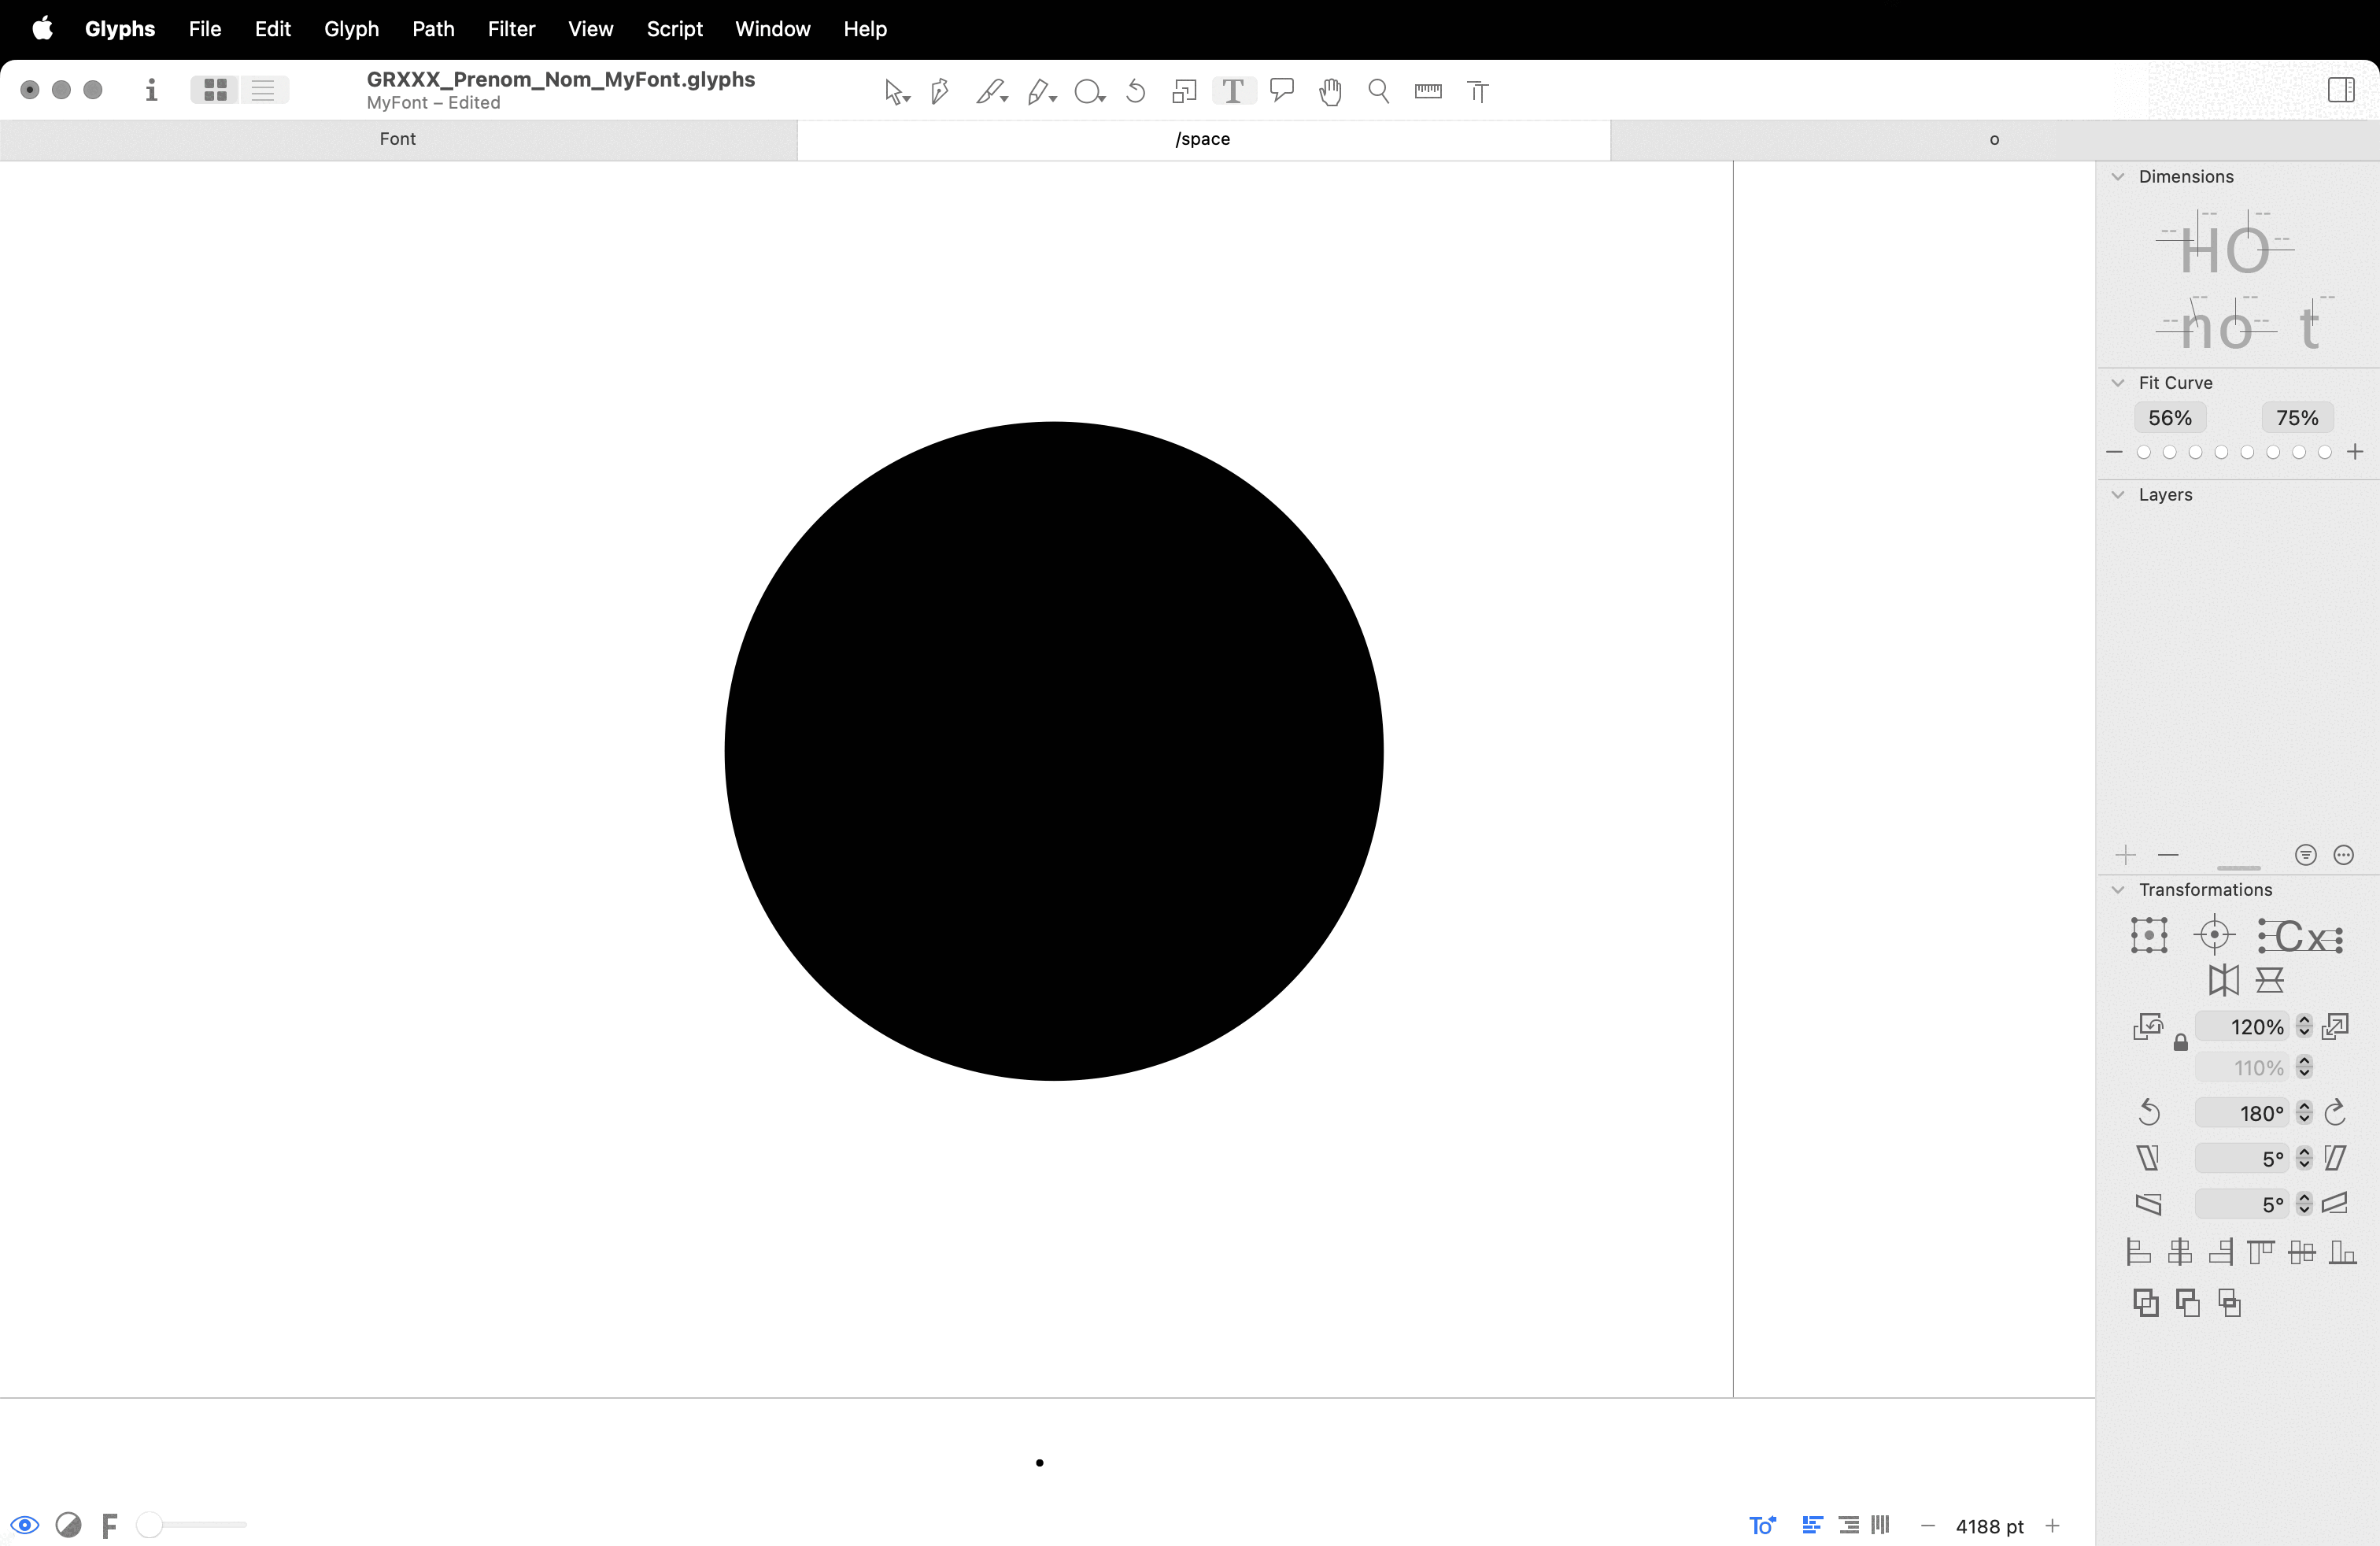 Glyphs File Edit Glyph Path Filter View Script Window Help
GRXXX_Prenom_Nom_MyFont.glyphs
MyFont – Edited
Font /space o
Dimensions
HO
no t
Fit Curve
56% 75%
Layers
Transformations
Cx
120%
110%
180°
5°
5°
F To 4188 pt